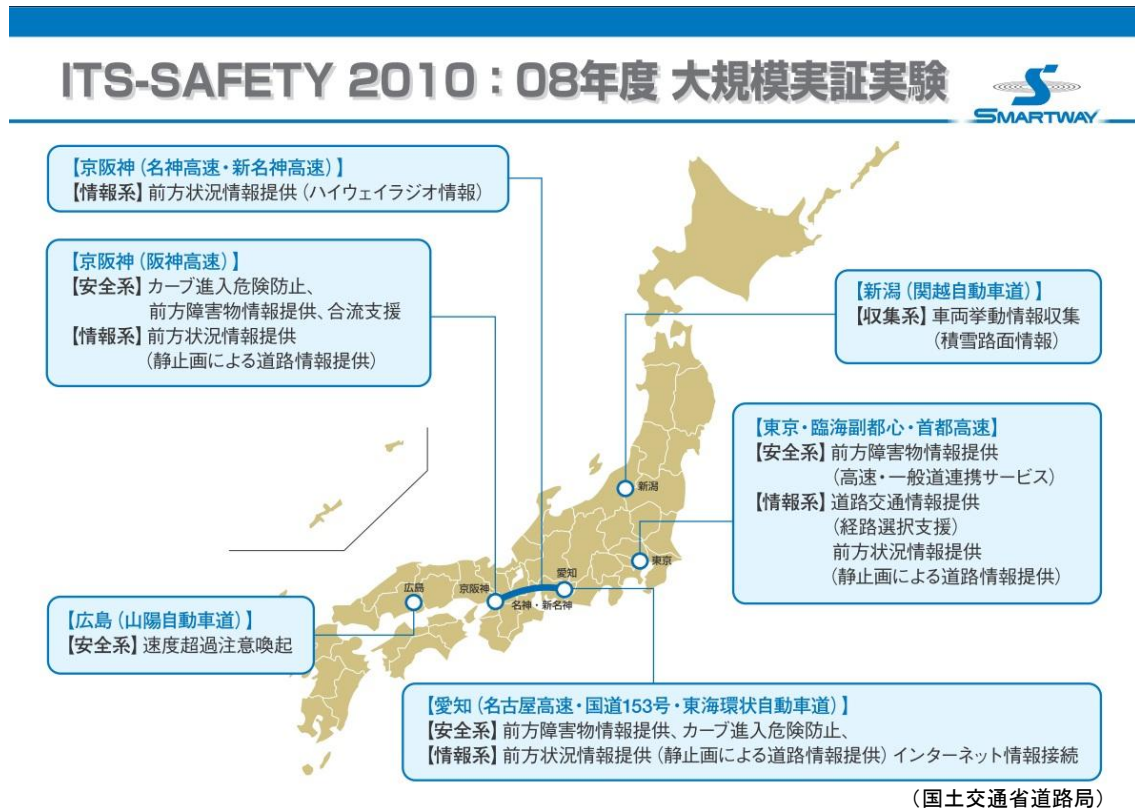 ITS-SAFETY 2010：08年度 大規模実証実験
SMARTWAY
【京阪神（名神高速・新名神高速）】
【情報系】前方状況情報提供（ハイウェイラジオ情報）
【京阪神（阪神高速）】
【安全系】カーブ進入危険防止、
前方障害物情報提供、合流支援
【情報系】前方状況情報提供
（静止画による道路情報提供）
【新潟（関越自動車道）】
【収集系】車両挙動情報収集
（積雪路面情報）
【東京・臨海副都心・首都高速】
【安全系】前方障害物情報提供
（高速・一般道連携サービス）
【情報系】道路交通情報提供
（経路選択支援）
前方状況情報提供
（静止画による道路情報提供）
新潟
東京
愛知
広島
京阪神
名神・新名神
【広島（山陽自動車道）】
【安全系】速度超過注意喚起
【愛知（名古屋高速・国道153号・東海環状自動車道）】
【安全系】前方障害物情報提供、カーブ進入危険防止、
【情報系】前方状況情報提供（静止画による道路情報提供）インターネット情報接続
（国土交通省道路局）